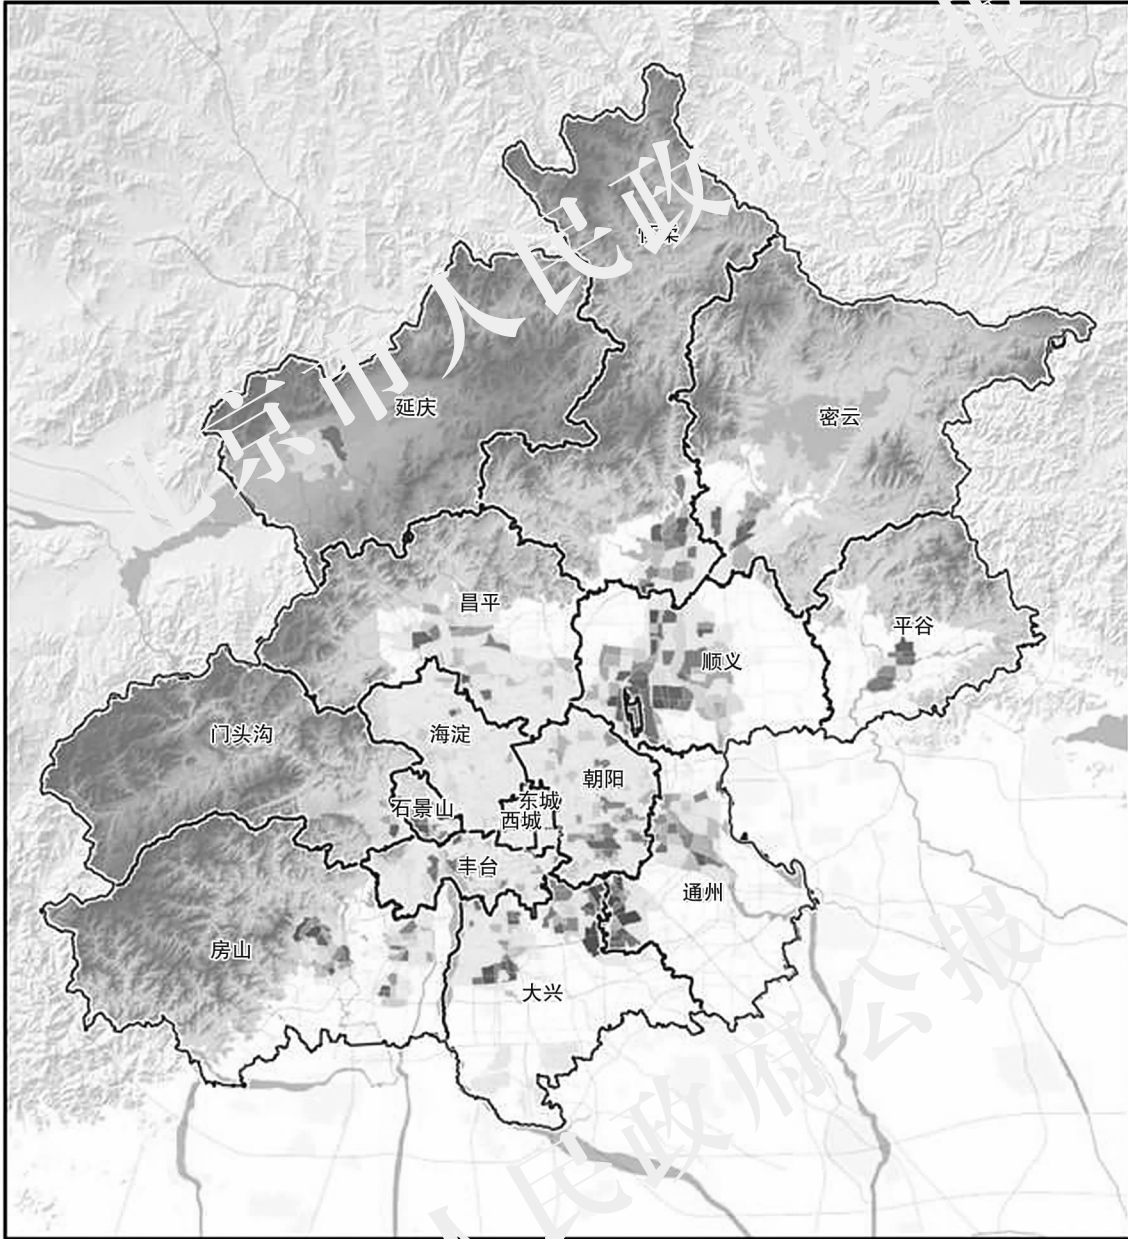 北京市人民政府公报
怀柔
延庆
密云
昌平
平谷
顺义
门头沟
海淀
朝阳
石景山
东城
西城
丰台
通州
房山
大兴
人民政府公报